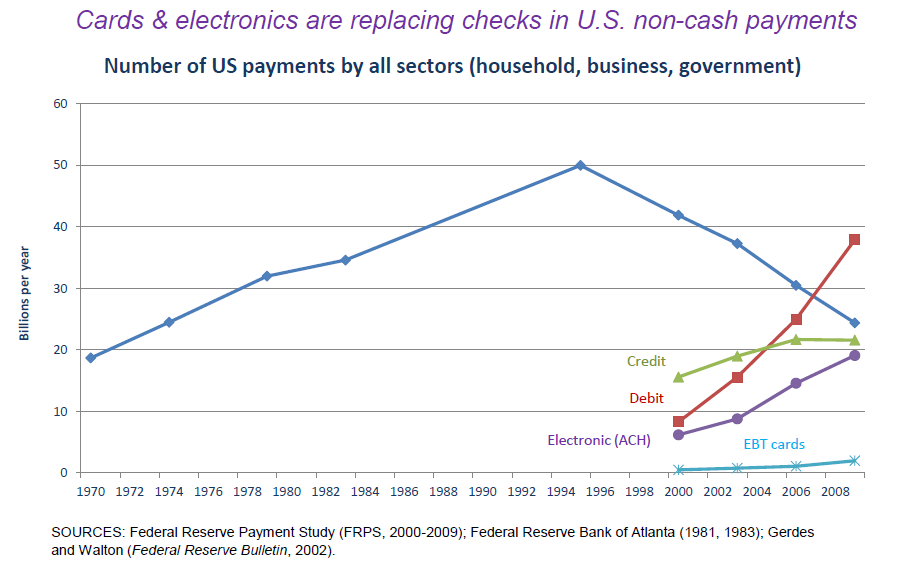 Cards & electronics are replacing checks in U.S. non-cash payments
Number of US payments by all sectors (household, business, government)
Billions per year
60
50
40
30
20
10
0
Credit
Debit
Electronic (ACH)
EBT cards
1970 1972 1974 1976 1978 1980 1982 1984 1986 1988 1990 1992 1994 1996 1998 2000 2002 2004 2006 2008
SOURCES: Federal Reserve Payment Study (FRPS, 2000-2009); Federal Reserve Bank of Atlanta (1981, 1983); Gerdes
and Walton (Federal Reserve Bulletin, 2002).